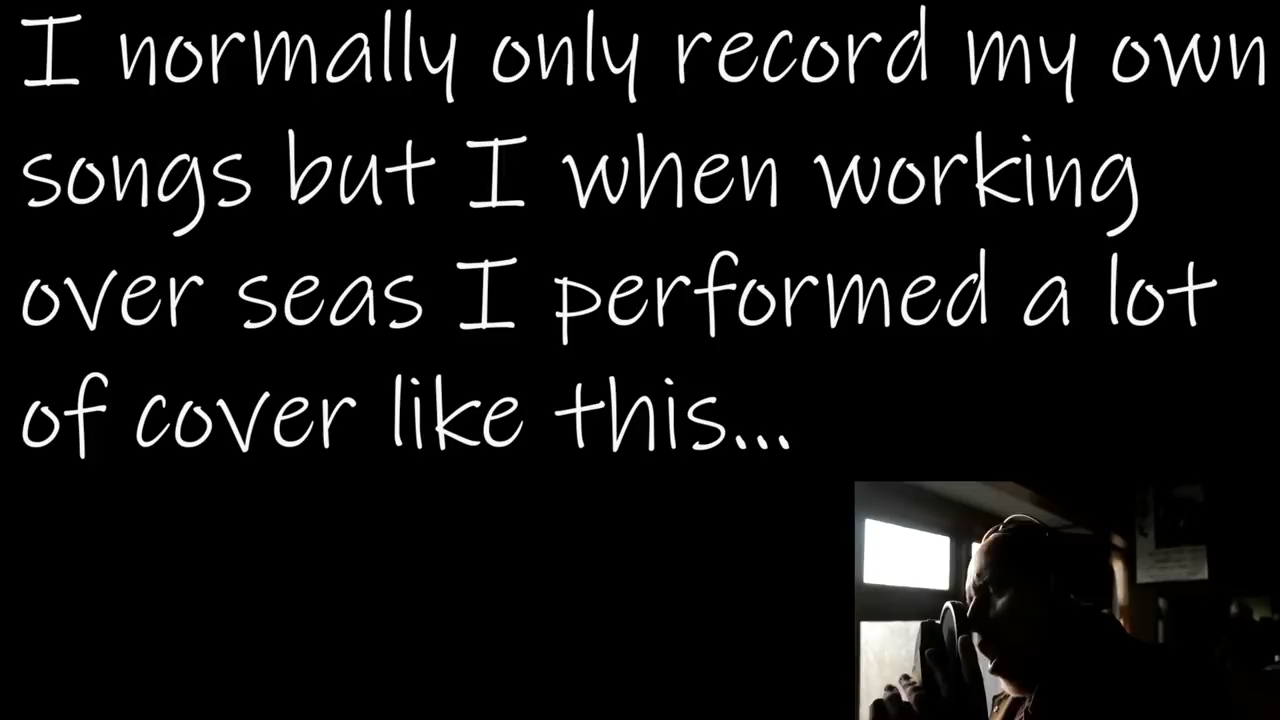 I normally only record my own
songs but I when working
over seas I performed a lot
of cover like this...